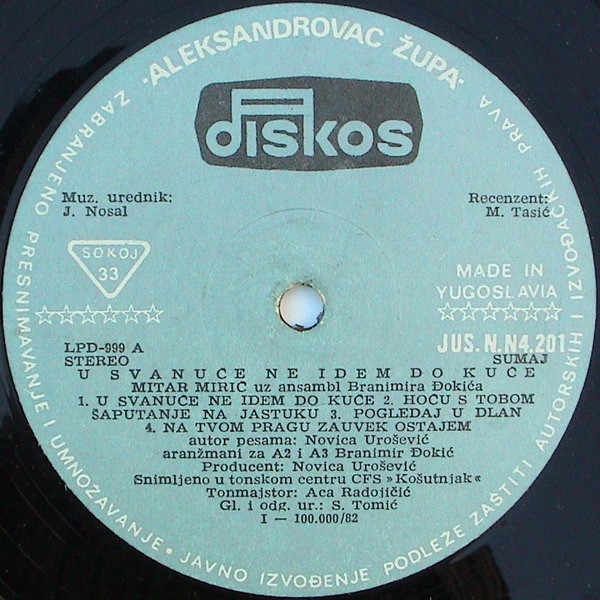 ALEKSANDROVAC ŽUPA
ZABRANJENO PRESNIMAVANJE I UMNOŽAVANJE • JAVNO IZVOĐENJE PODLEŽE ZAŠTITI AUTORSKIH I IZVOĐAČKIH PRAVA
diskos
Muz. urednik:
J. Nosal
Recenzent:
M. Tasić
SOKOJ
33
MADE IN
YUGOSLAVIA
☆☆☆☆☆☆
☆☆☆☆☆☆
LPD-999 A
STEREO
JUS.N.N4.201
SUMAJ
U SVANUĆE NE IDEM DO KUĆE
MITAR MIRIĆ uz ansambl Branimira Đokića
1. U SVANUĆE NE IDEM DO KUĆE 2. HOĆU S TOBOM
ŠAPUTANJE NA JASTUKU 3. POGLEDAJ U DLAN
4. NA TVOM PRAGU ZAUVEK OSTAJEM
autor pesama: Novica Urošević
aranžmani za A2 i A3 Branimir Đokić
Producent: Novica Urošević
Snimljeno u tonskom centru CFS »Košutnjak«
Tonmajstor: Aca Radojičić
Gl. i odg. ur.: S. Tomić
I — 100.000/82